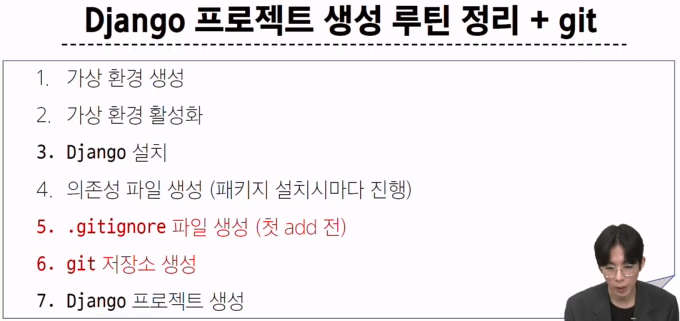 Django 프로젝트 생성 루틴 정리 + git
1. 가상 환경 생성
2. 가상 환경 활성화
3. Django 설치
4. 의존성 파일 생성 (패키지 설치시마다 진행)
5. .gitignore 파일 생성 (첫 add 전)
6. git 저장소 생성
7. Django 프로젝트 생성